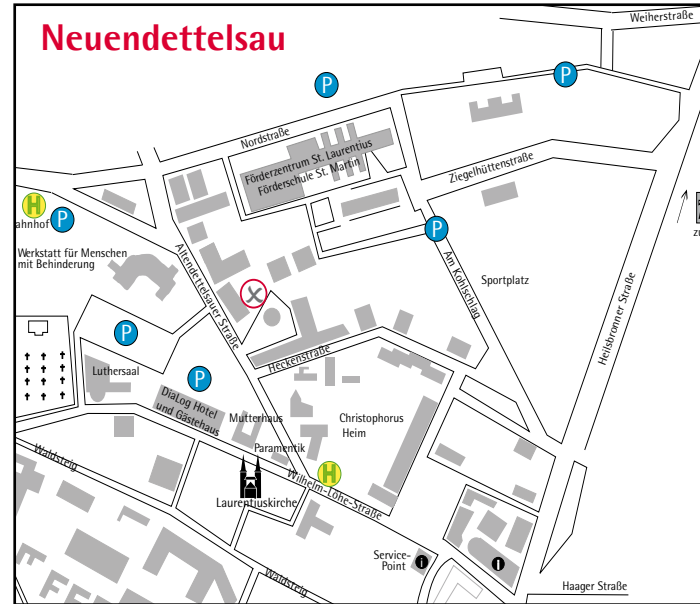 Neuendettelsau
Weiherstraße
P
P
Nordstraße
Förderzentrum St. Laurentius
Förderschule St. Martin
Ziegelhüttenstraße
H
ahnhof
P
P
Werkstatt für Menschen
mit Behinderung
Altendettelsauer Straße
Am Kohlschlag
Sportplatz
Heilsbronner Straße
zu
P
Luthersaal
P
Heckenstraße
DiaLog Hotel
und Gästehaus
Mutterhaus
Christophorus
Heim
Paramentik
Waldsteig
H
Wilhelm-Löhe-Straße
Laurentiuskirche
Service-
Point
i
Waldsteig
Haager Straße